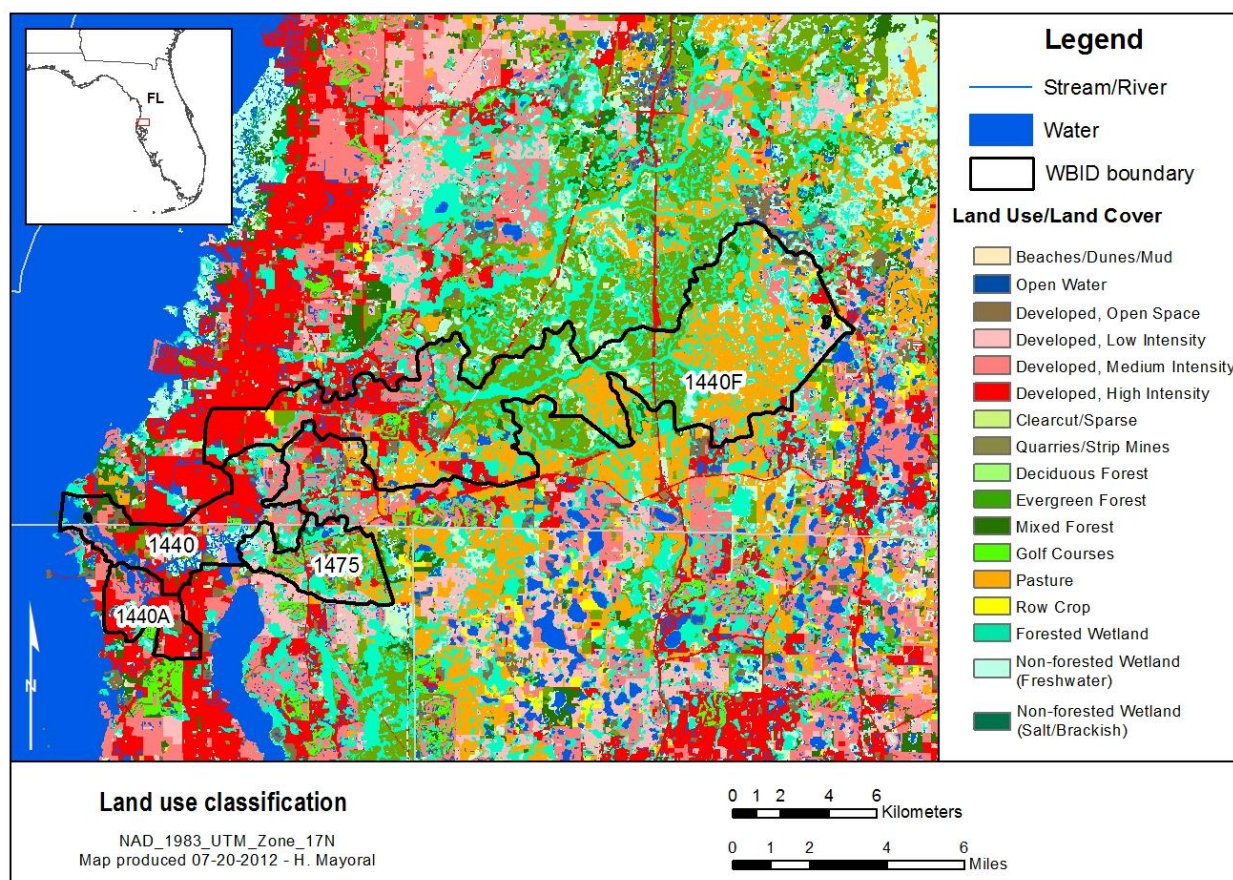 FL
1440F
1440
1475
1440A
N
Legend
Stream/River
Water
WBID boundary
Land Use/Land Cover
Beaches/Dunes/Mud
Open Water
Developed, Open Space
Developed, Low Intensity
Developed, Medium Intensity
Developed, High Intensity
Clearcut/Sparse
Quarries/Strip Mines
Deciduous Forest
Evergreen Forest
Mixed Forest
Golf Courses
Pasture
Row Crop
Forested Wetland
Non-forested Wetland
(Freshwater)
Non-forested Wetland
(Salt/Brackish)
Land use classification
NAD_1983_UTM_Zone_17N
Map produced 07-20-2012 - H. Mayoral
0 1 2 4 6
Kilometers
0 1 2 4 6
Miles